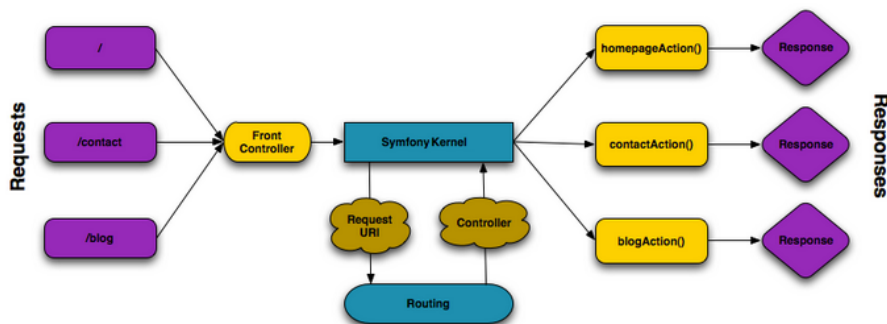 Requests
/
/contact
/blog
Front
Controller
Symfony Kernel
Request
URI
Controller
Routing
homepageAction()
contactAction()
blogAction()
Response
Response
Response
Responses